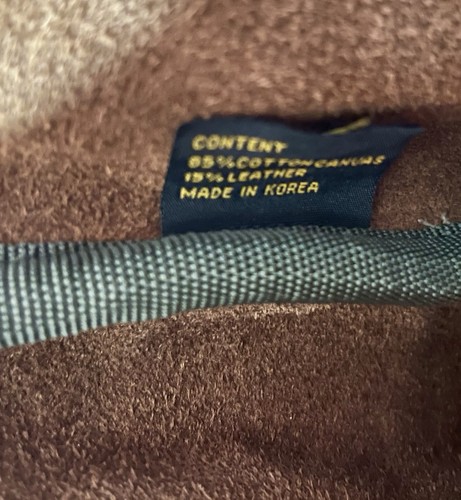 CONTENT
85% COTTON CANVAS
15% LEATHER
MADE IN KOREA